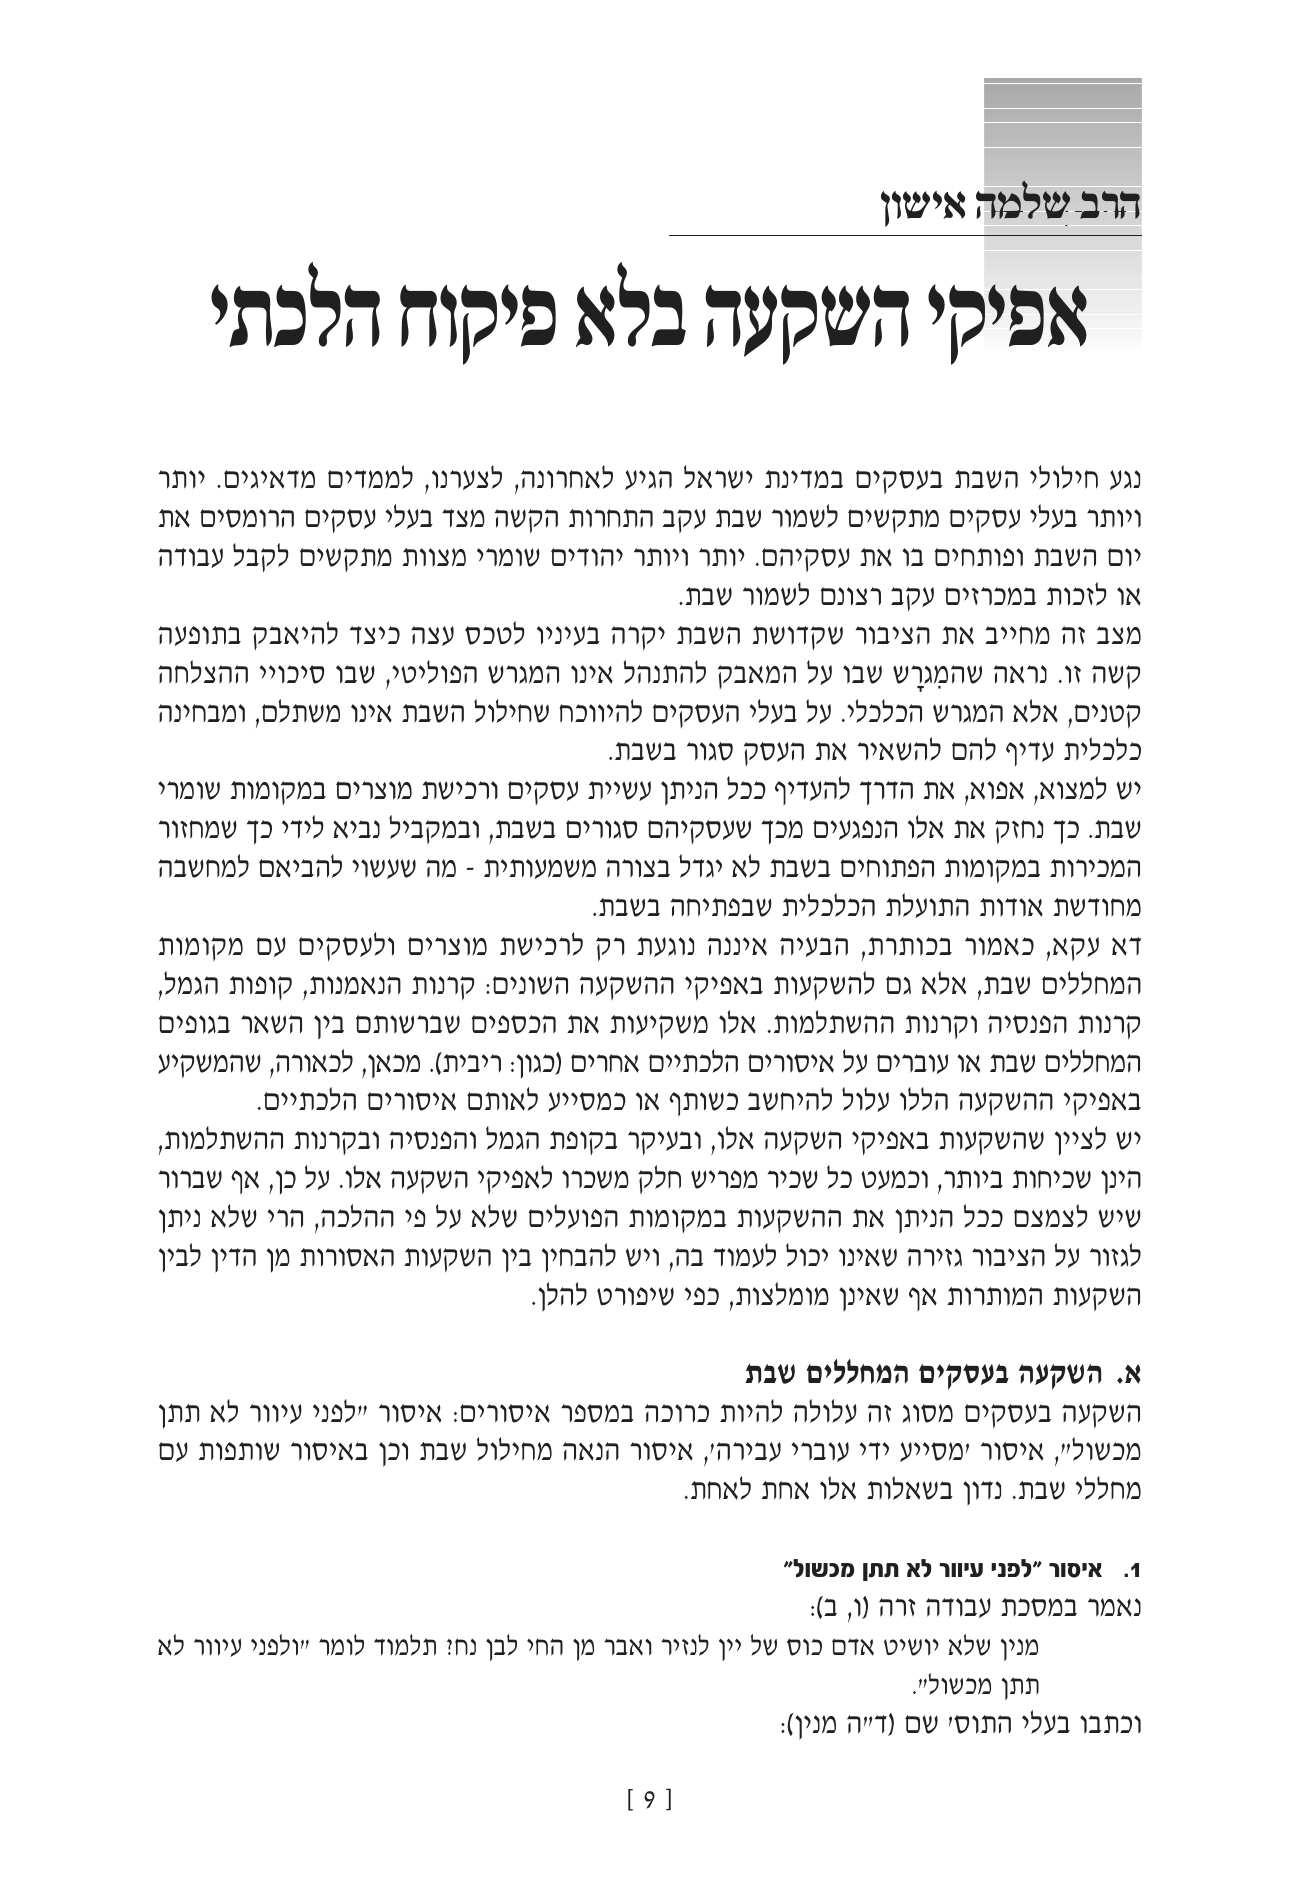 הרב שלמה אישון
אפיקי השקעה בלא פיקוח הלכתי
נגע חילולי השבת בעסקים במדינת ישראל הגיע לאחרונה, לצערנו, לממדים מדאיגים. יותר
ויותר בעלי עסקים מתקשים לשמור שבת עקב התחרות הקשה מצד בעלי עסקים הרומסים את
יום השבת ופותחים בו את עסקיהם. יותר ויותר יהודים שומרי מצוות מתקשים לקבל עבודה
או לזכות במכרזים עקב רצונם לשמור שבת.
מצב זה מחייב את הציבור שקדושת השבת יקרה בעיניו לטכס עצה כיצד להיאבק בתופעה
קשה זו. נראה שהמִגרָש שבו על המאבק להתנהל אינו המגרש הפוליטי, שבו סיכויי ההצלחה
קטנים, אלא המגרש הכלכלי. על בעלי העסקים להיווכח שחילול השבת אינו משתלם, ומבחינה
כלכלית עדיף להם להשאיר את העסק סגור בשבת.
יש למצוא, אפוא, את הדרך להעדיף ככל הניתן עשיית עסקים ורכישת מוצרים במקומות שומרי
שבת. כך נחזק את אלו הנפגעים מכך שעסקיהם סגורים בשבת, ובמקביל נביא לידי כך שמחזור
המכירות במקומות הפתוחים בשבת לא יגדל בצורה משמעותית - מה שעשוי להביאם למחשבה
מחודשת אודות התועלת הכלכלית שבפתיחה בשבת.
דא עקא, כאמור בכותרת, הבעיה איננה נוגעת רק לרכישת מוצרים ולעסקים עם מקומות
המחללים שבת, אלא גם להשקעות באפיקי ההשקעה השונים: קרנות הנאמנות, קופות הגמל,
קרנות הפנסיה וקרנות ההשתלמות. אלו משקיעות את הכספים שברשותם בין השאר בגופים
המחללים שבת או עוברים על איסורים הלכתיים אחרים (כגון: ריבית). מכאן, לכאורה, שהמשקיע
באפיקי ההשקעה הללו עלול להיחשב כשותף או כמסייע לאותם איסורים הלכתיים.
יש לציין שהשקעות באפיקי השקעה אלו, ובעיקר בקופת הגמל והפנסיה ובקרנות ההשתלמות,
הינן שכיחות ביותר, וכמעט כל שכיר מפריש חלק משכרו לאפיקי השקעה אלו. על כן, אף שברור
שיש לצמצם ככל הניתן את ההשקעות במקומות הפועלים שלא על פי ההלכה, הרי שלא ניתן
לגזור על הציבור גזירה שאינו יכול לעמוד בה, ויש להבחין בין השקעות האסורות מן הדין לבין
השקעות המותרות אף שאינן מומלצות, כפי שיפורט להלן.
א. השקעה בעסקים המחללים שבת
השקעה בעסקים מסוג זה עלולה להיות כרוכה במספר איסורים: איסור "לפני עיוור לא תתן
מכשול", איסור 'מסייע ידי עוברי עבירה', איסור הנאה מחילול שבת וכן באיסור שותפות עם
מחללי שבת. נדון בשאלות אלו אחת לאחת.
1. איסור "לפני עיוור לא תתן מכשול"
נאמר במסכת עבודה זרה (ו, ב):
מנין שלא יושיט אדם כוס של יין לנזיר ואבר מן החי לבן נח? תלמוד לומר "ולפני עיוור לא
תתן מכשול".
וכתבו בעלי התוס' שם (ד"ה מנין):
[ 9 ]